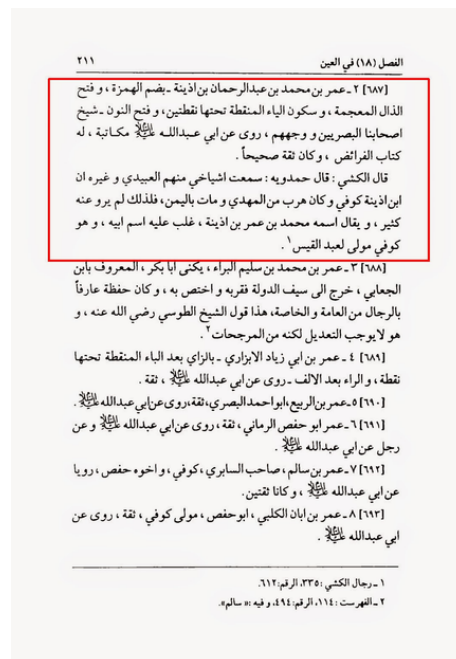 الفصل (١٨) في العين ٢١١
[٦٨٧] ٢ ـ عمر بن محمد بن عبدالرحمان بن اذينة ـ بضم الهمزة ، و فتح
الذال المعجمة ، و سكون الياء المنقطة تحتها نقطتين، و فتح النون ـ شيخ
اصحابنا البصريين و وجههم ، روى عن ابي عبدالله عليه السلام مكاتبة ، له
كتاب الفرائض ، وكان ثقة صحيحاً .
قال الكشي : قال حمدويه : سمعت اشياخي منهم العبيدي و غيره ان
ابن اذينة كوفي وكان هرب من المهدي و مات باليمن، فلذلك لم يرو عنه
كثير ، و يقال اسمه محمد بن عمر بن اذينة ، غلب عليه اسم ابيه ، و هو
كوفي مولى لعبد القيس١ .
[٦٨٨] ٣ ـ عمر بن محمد بن سليم البراء ، يكنى ابا بكر ، المعروف بابن
الجعابي ، خرج الى سيف الدولة فقربه و اختص به ، و كان حفظة عارفاً
بالرجال من العامة و الخاصة، هذا قول الشيخ الطوسي رضي الله عنه ، و
هو لايوجب التعديل لكنه من المرجحات٢ .
[٦٨٩] ٤ ـ عمر بن ابي زياد الابزاري ـ بالزاي بعد الباء المنقطة تحتها
نقطة ، و الراء بعد الالف ـ روى عن ابي عبدالله عليه السلام ، ثقة .
[٦٩٠] ٥ ـ عمر بن الربيع، ابو احمد البصري، ثقة، روى عن ابي عبدالله عليه السلام .
[٦٩١] ٦ ـ عمر ابو حفص الرماني ، ثقة ، روى عن ابي عبدالله عليه السلام و عن
رجل عن ابي عبدالله عليه السلام .
[٦٩٢] ٧ ـ عمر بن سالم، صاحب السابري ، كوفي ، و اخوه حفص ، رويا
عن ابي عبدالله عليه السلام ، و كانا ثقتين.
[٦٩٣] ٨ ـ عمر بن ابان الكلبي ، ابوحفص ، مولى كوفي ، ثقة ، روى عن
ابي عبدالله عليه السلام .
١ ـ رجال الكشي : ٣٣٥، الرقم: ٦١٢.
٢ ـ الفهرست : ١١٤، الرقم: ٤٩٤، و فيه :« سالم».